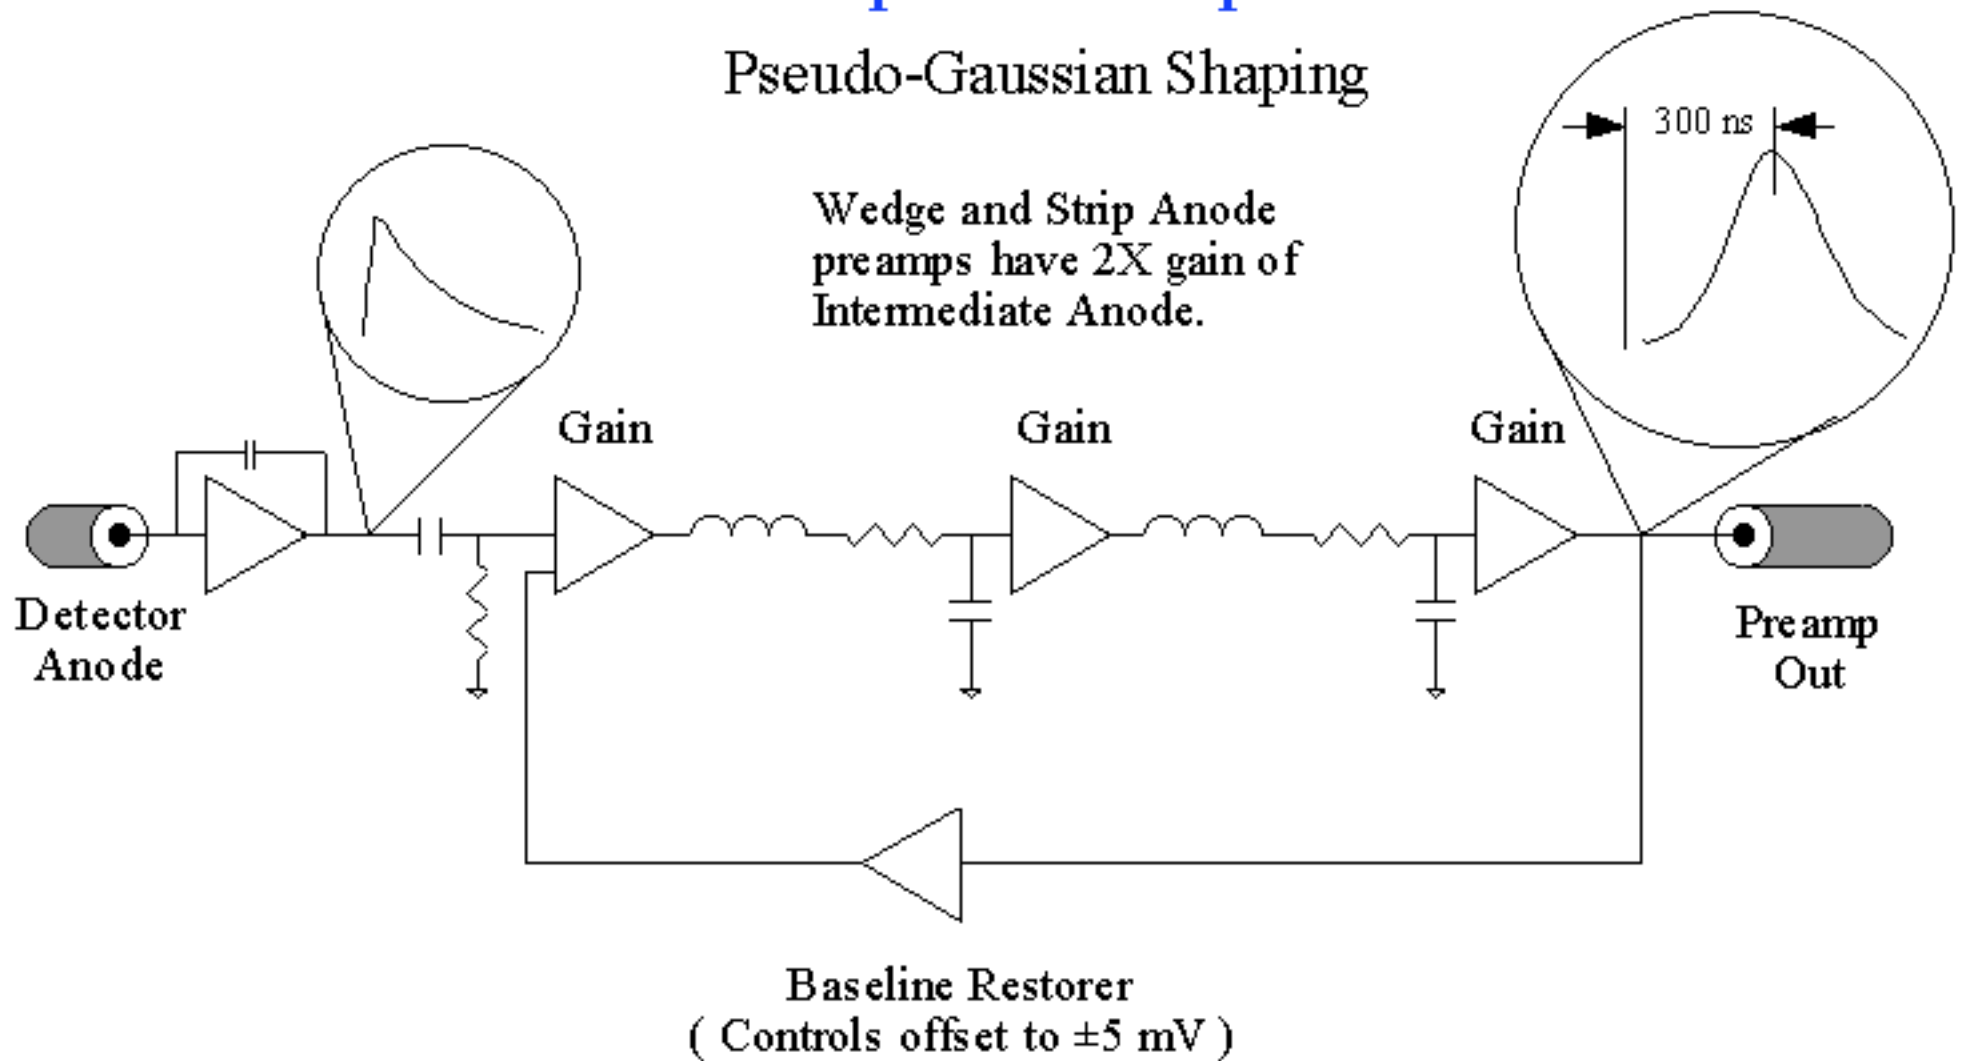 Pseudo-Gaussian Shaping
300 ns
Wedge and Strip Anode
preamps have 2X gain of
Intermediate Anode.
Gain
Gain
Gain
Detector
Anode
Preamp
Out
Baseline Restorer
( Controls offset to ±5 mV )